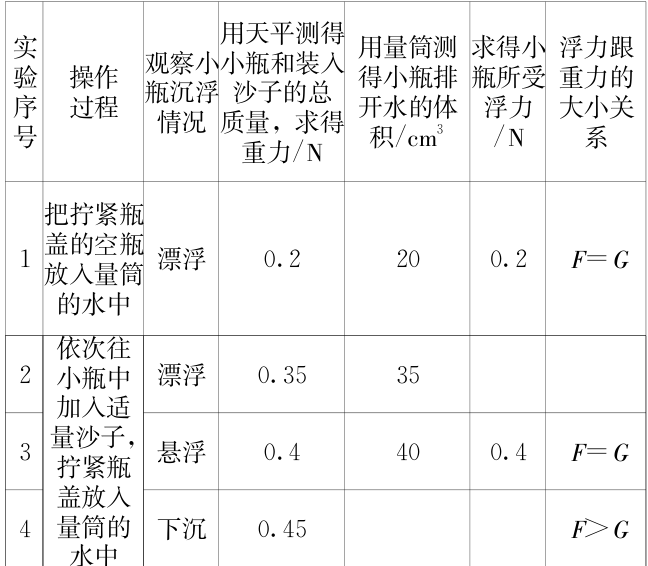 实
验
序
号
操作
过程
观察小
瓶沉浮
情况
用天平测得
小瓶和装入
沙子的总
质量,求得
重力/N
用量筒测
得小瓶排
开水的体
积/cm³
求得小
瓶所受
浮力
/N
浮力跟
重力的
大小关
系
1
把拧紧瓶
盖的空瓶
放入量筒
的水中
漂浮
0.2
20
0.2
F=G
2
依次往
小瓶中
加入适
量沙子,
拧紧瓶
盖放入
量筒的
水中
漂浮
0.35
35
3
悬浮
0.4
40
0.4
F=G
4
下沉
0.45
F>G